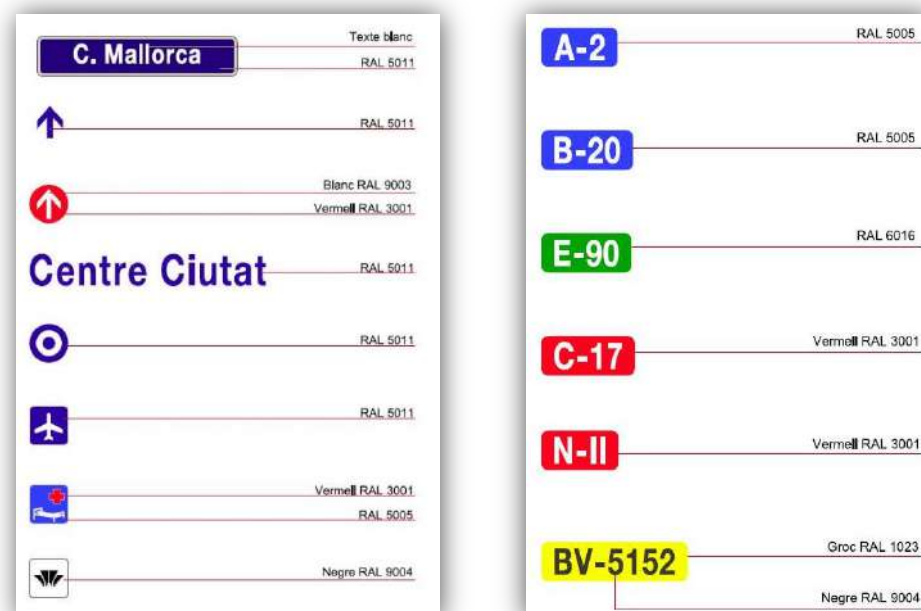 C. Mallorca
Texte blanc
RAL 5011
RAL 5011
Blanc RAL 9003
Vermell RAL 3001
Centre Ciutat
RAL 5011
RAL 5011
RAL 5011
Vermell RAL 3001
RAL 5005
Negre RAL 9004
A-2
RAL 5005
B-20
RAL 5005
E-90
RAL 6016
C-17
Vermell RAL 3001
N-II
Vermell RAL 3001
BV-5152
Groc RAL 1023
Negre RAL 9004